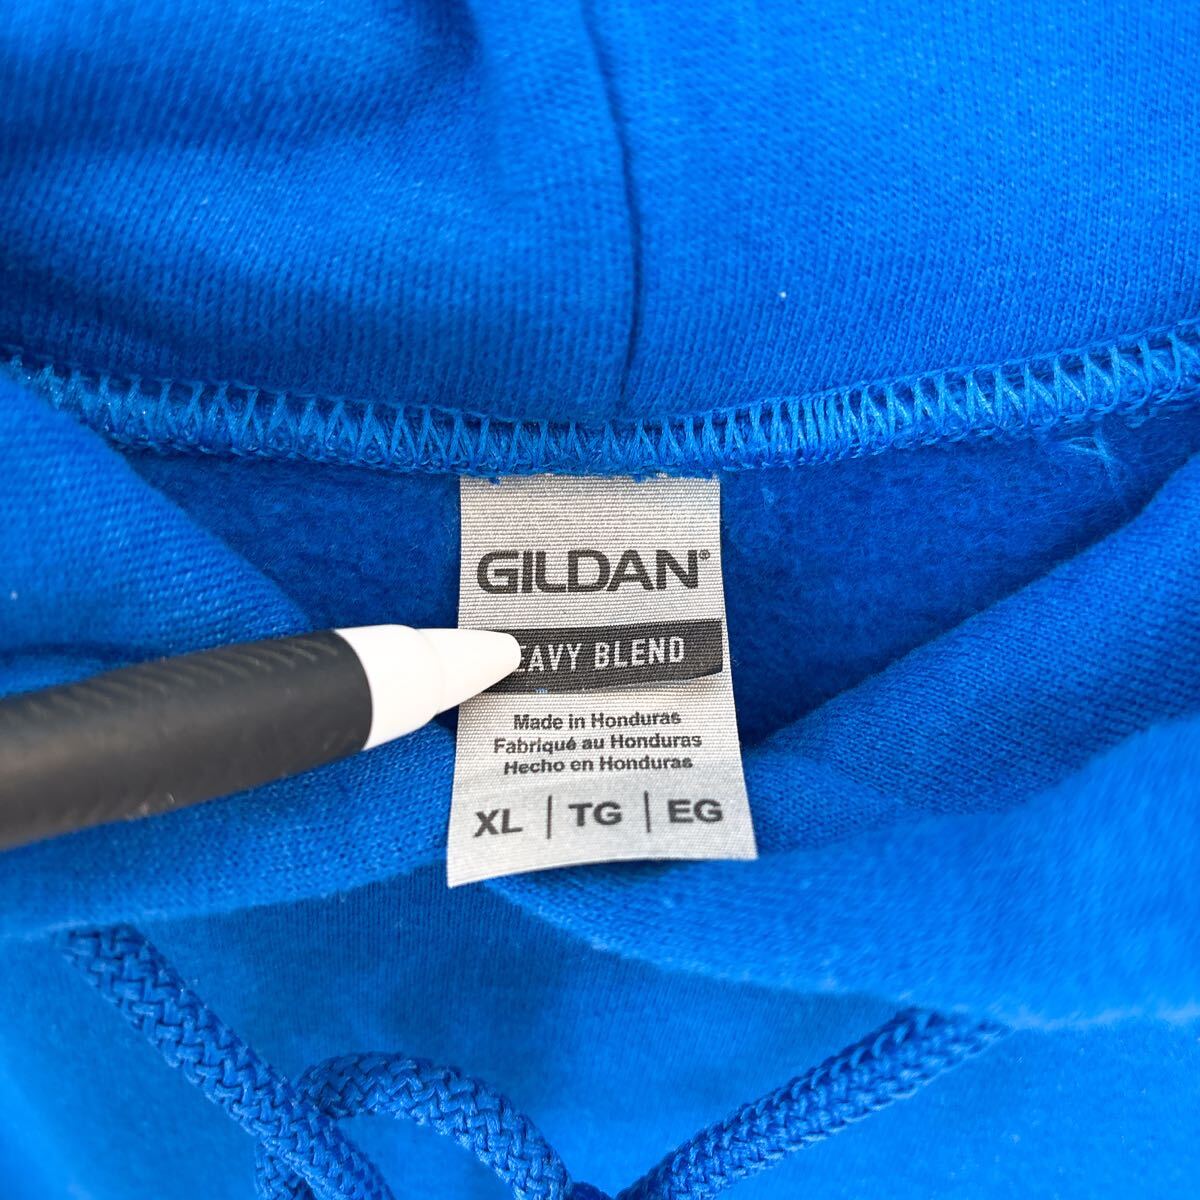 GILDAN®
EAVY BLEND
Made in Honduras
Fabriqué au Honduras
Hecho en Honduras
XL | TG | EG